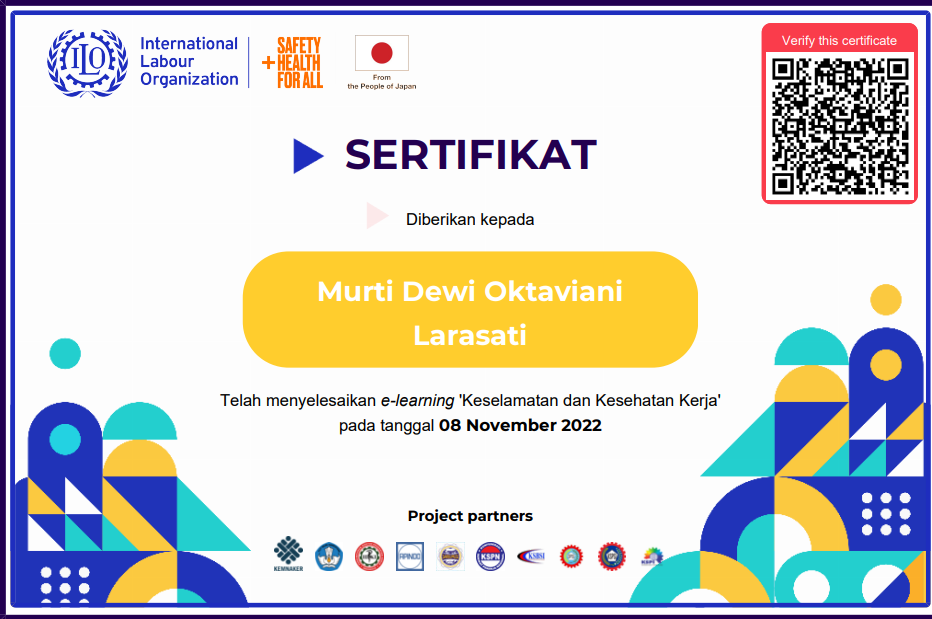 International
Labour
Organization
ILO
SAFETY
+HEALTH
FOR ALL
From
the People of Japan
Verify this certificate
SERTIFIKAT
Diberikan kepada
Murti Dewi Oktaviani
Larasati
Telah menyelesaikan e-learning 'Keselamatan dan Kesehatan Kerja'
pada tanggal 08 November 2022
Project partners
KEMNAKER
APINDO
KSPN
KSBSI